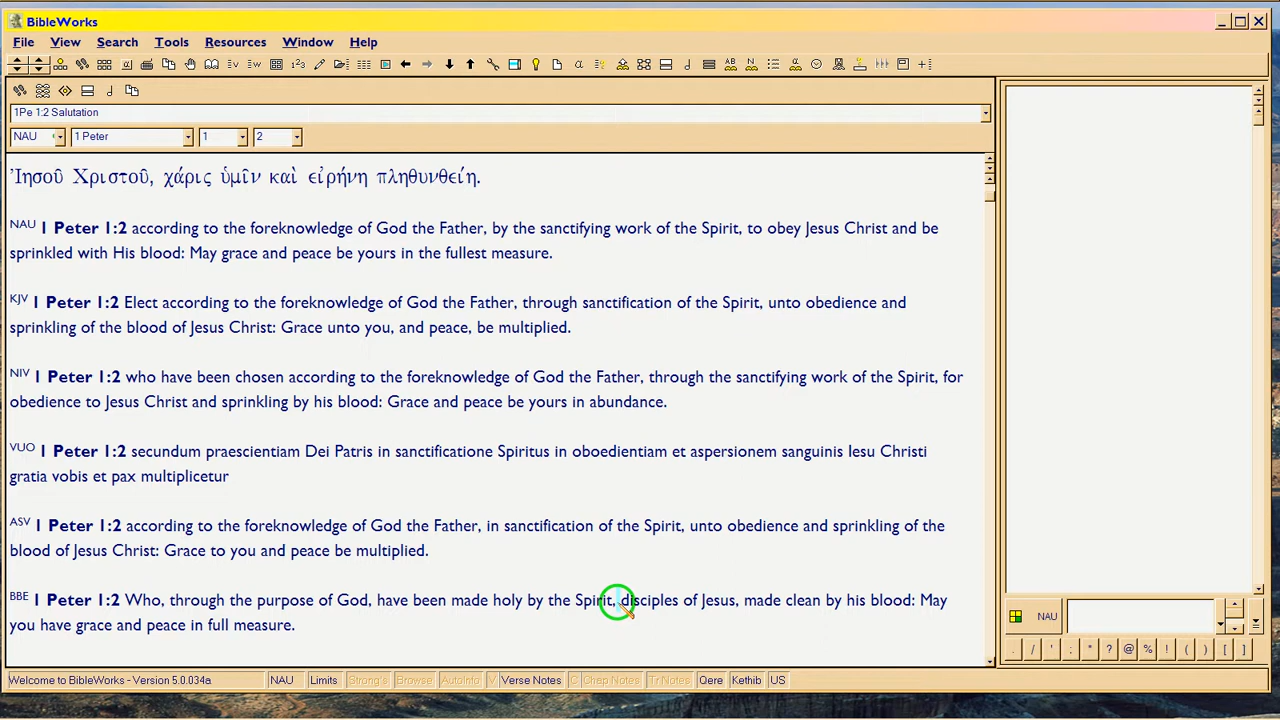 BibleWorks
File View Search Tools Resources Window Help
1Pe 1:2 Salutation
NAU 1 Peter 1 2
Ἰησοῦ Χριστοῦ, χάρις ὑμῖν καὶ εἰρήνη πληθυνθείη.
NAU 1 Peter 1:2 according to the foreknowledge of God the Father, by the sanctifying work of the Spirit, to obey Jesus Christ and be
sprinkled with His blood: May grace and peace be yours in the fullest measure.
KJV 1 Peter 1:2 Elect according to the foreknowledge of God the Father, through sanctification of the Spirit, unto obedience and
sprinkling of the blood of Jesus Christ: Grace unto you, and peace, be multiplied.
NIV 1 Peter 1:2 who have been chosen according to the foreknowledge of God the Father, through the sanctifying work of the Spirit, for
obedience to Jesus Christ and sprinkling by his blood: Grace and peace be yours in abundance.
VUO 1 Peter 1:2 secundum praescientiam Dei Patris in sanctificatione Spiritus in oboedientiam et aspersionem sanguinis Iesu Christi
gratia vobis et pax multiplicetur
ASV 1 Peter 1:2 according to the foreknowledge of God the Father, in sanctification of the Spirit, unto obedience and sprinkling of the
blood of Jesus Christ: Grace to you and peace be multiplied.
BBE 1 Peter 1:2 Who, through the purpose of God, have been made holy by the Spirit, disciples of Jesus, made clean by his blood: May
you have grace and peace in full measure.
NAU
. / ' ; * ? @ % ! ( ) [ ]
Welcome to BibleWorks - Version 5.0.034a NAU Limits Strong's Browse AutoInfo V Verse Notes C Chap Notes Tr Notes Qere Kethib US